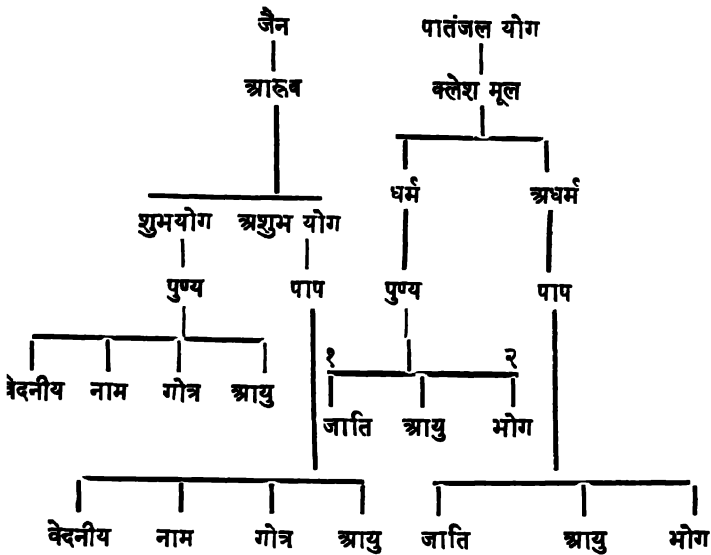 जैन पातंजल योग
आस्रव क्लेश मूल
धर्म अधर्म
शुभयोग अशुभ योग
पुण्य पाप पुण्य पाप
१ २
वेदनीय नाम गोत्र आयु
जाति आयु भोग
वेदनीय नाम गोत्र आयु जाति आयु भोग